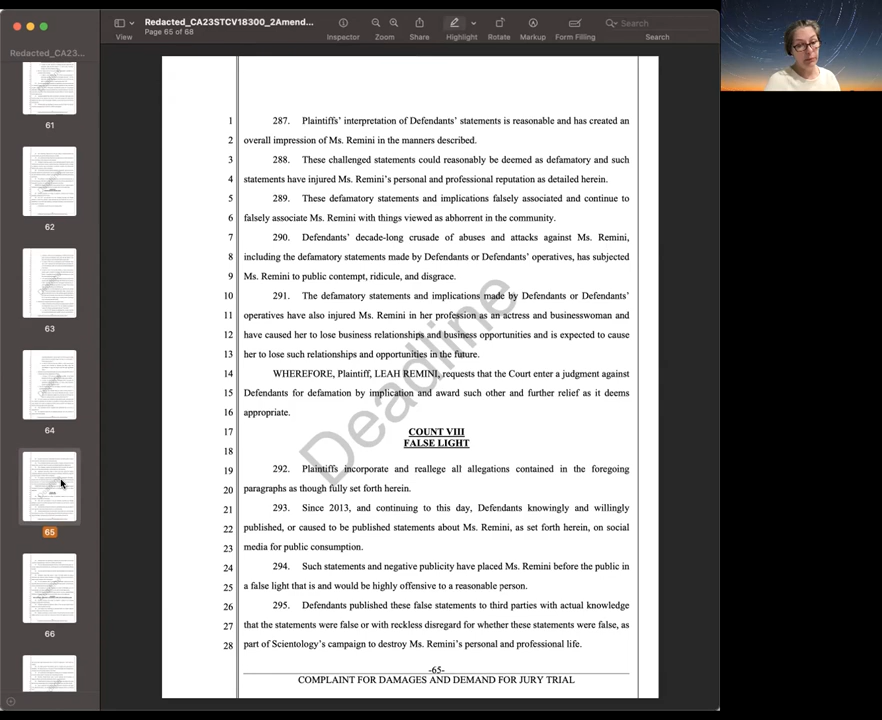 Redacted_CA23STCV18300_2Amend...
Page 65 of 68
View
Inspector
Zoom
Share
Highlight
Rotate
Markup
Form Filling
Search
Search
Redacted_CA23...
61
62
63
64
65
66
1 287. Plaintiffs' interpretation of Defendants' statements is reasonable and has created an
2 overall impression of Ms. Remini in the manners described.
3 288. These challenged statements could reasonably be deemed as defamatory and such
4 statements have injured Ms. Remini's personal and professional reputation as detailed herein.
5 289. These defamatory statements and implications falsely associated and continue to
6 falsely associate Ms. Remini with things viewed as abhorrent in the community.
7 290. Defendants' decade-long crusade of abuses and attacks against Ms. Remini,
8 including the defamatory statements made by Defendants or Defendants' operatives, has subjected
9 Ms. Remini to public contempt, ridicule, and disgrace.
10 291. The defamatory statements and implications made by Defendants or Defendants'
11 operatives have also injured Ms. Remini in her profession as an actress and businesswoman and
12 have caused her to lose business relationships and business opportunities and is expected to cause
13 her to lose such relationships and opportunities in the future.
14 WHEREFORE, Plaintiff, LEAH REMINI, requests that the Court enter a judgment against
15 Defendants for defamation by implication and award such other and further relief as it deems
16 appropriate.
17 COUNT VIII
FALSE LIGHT
18
19 292. Plaintiffs incorporate and reallege all allegations contained in the foregoing
20 paragraphs as though fully set forth herein.
21 293. Since 2013, and continuing to this day, Defendants knowingly and willingly
22 published, or caused to be published statements about Ms. Remini, as set forth herein, on social
23 media for public consumption.
24 294. Such statements and negative publicity have placed Ms. Remini before the public in
25 a false light that is and would be highly offensive to a reasonable person.
26 295. Defendants published these false statements to third parties with actual knowledge
27 that the statements were false or with reckless disregard for whether these statements were false, as
28 part of Scientology's campaign to destroy Ms. Remini's personal and professional life.
-65-
COMPLAINT FOR DAMAGES AND DEMAND FOR JURY TRIAL
Deadline